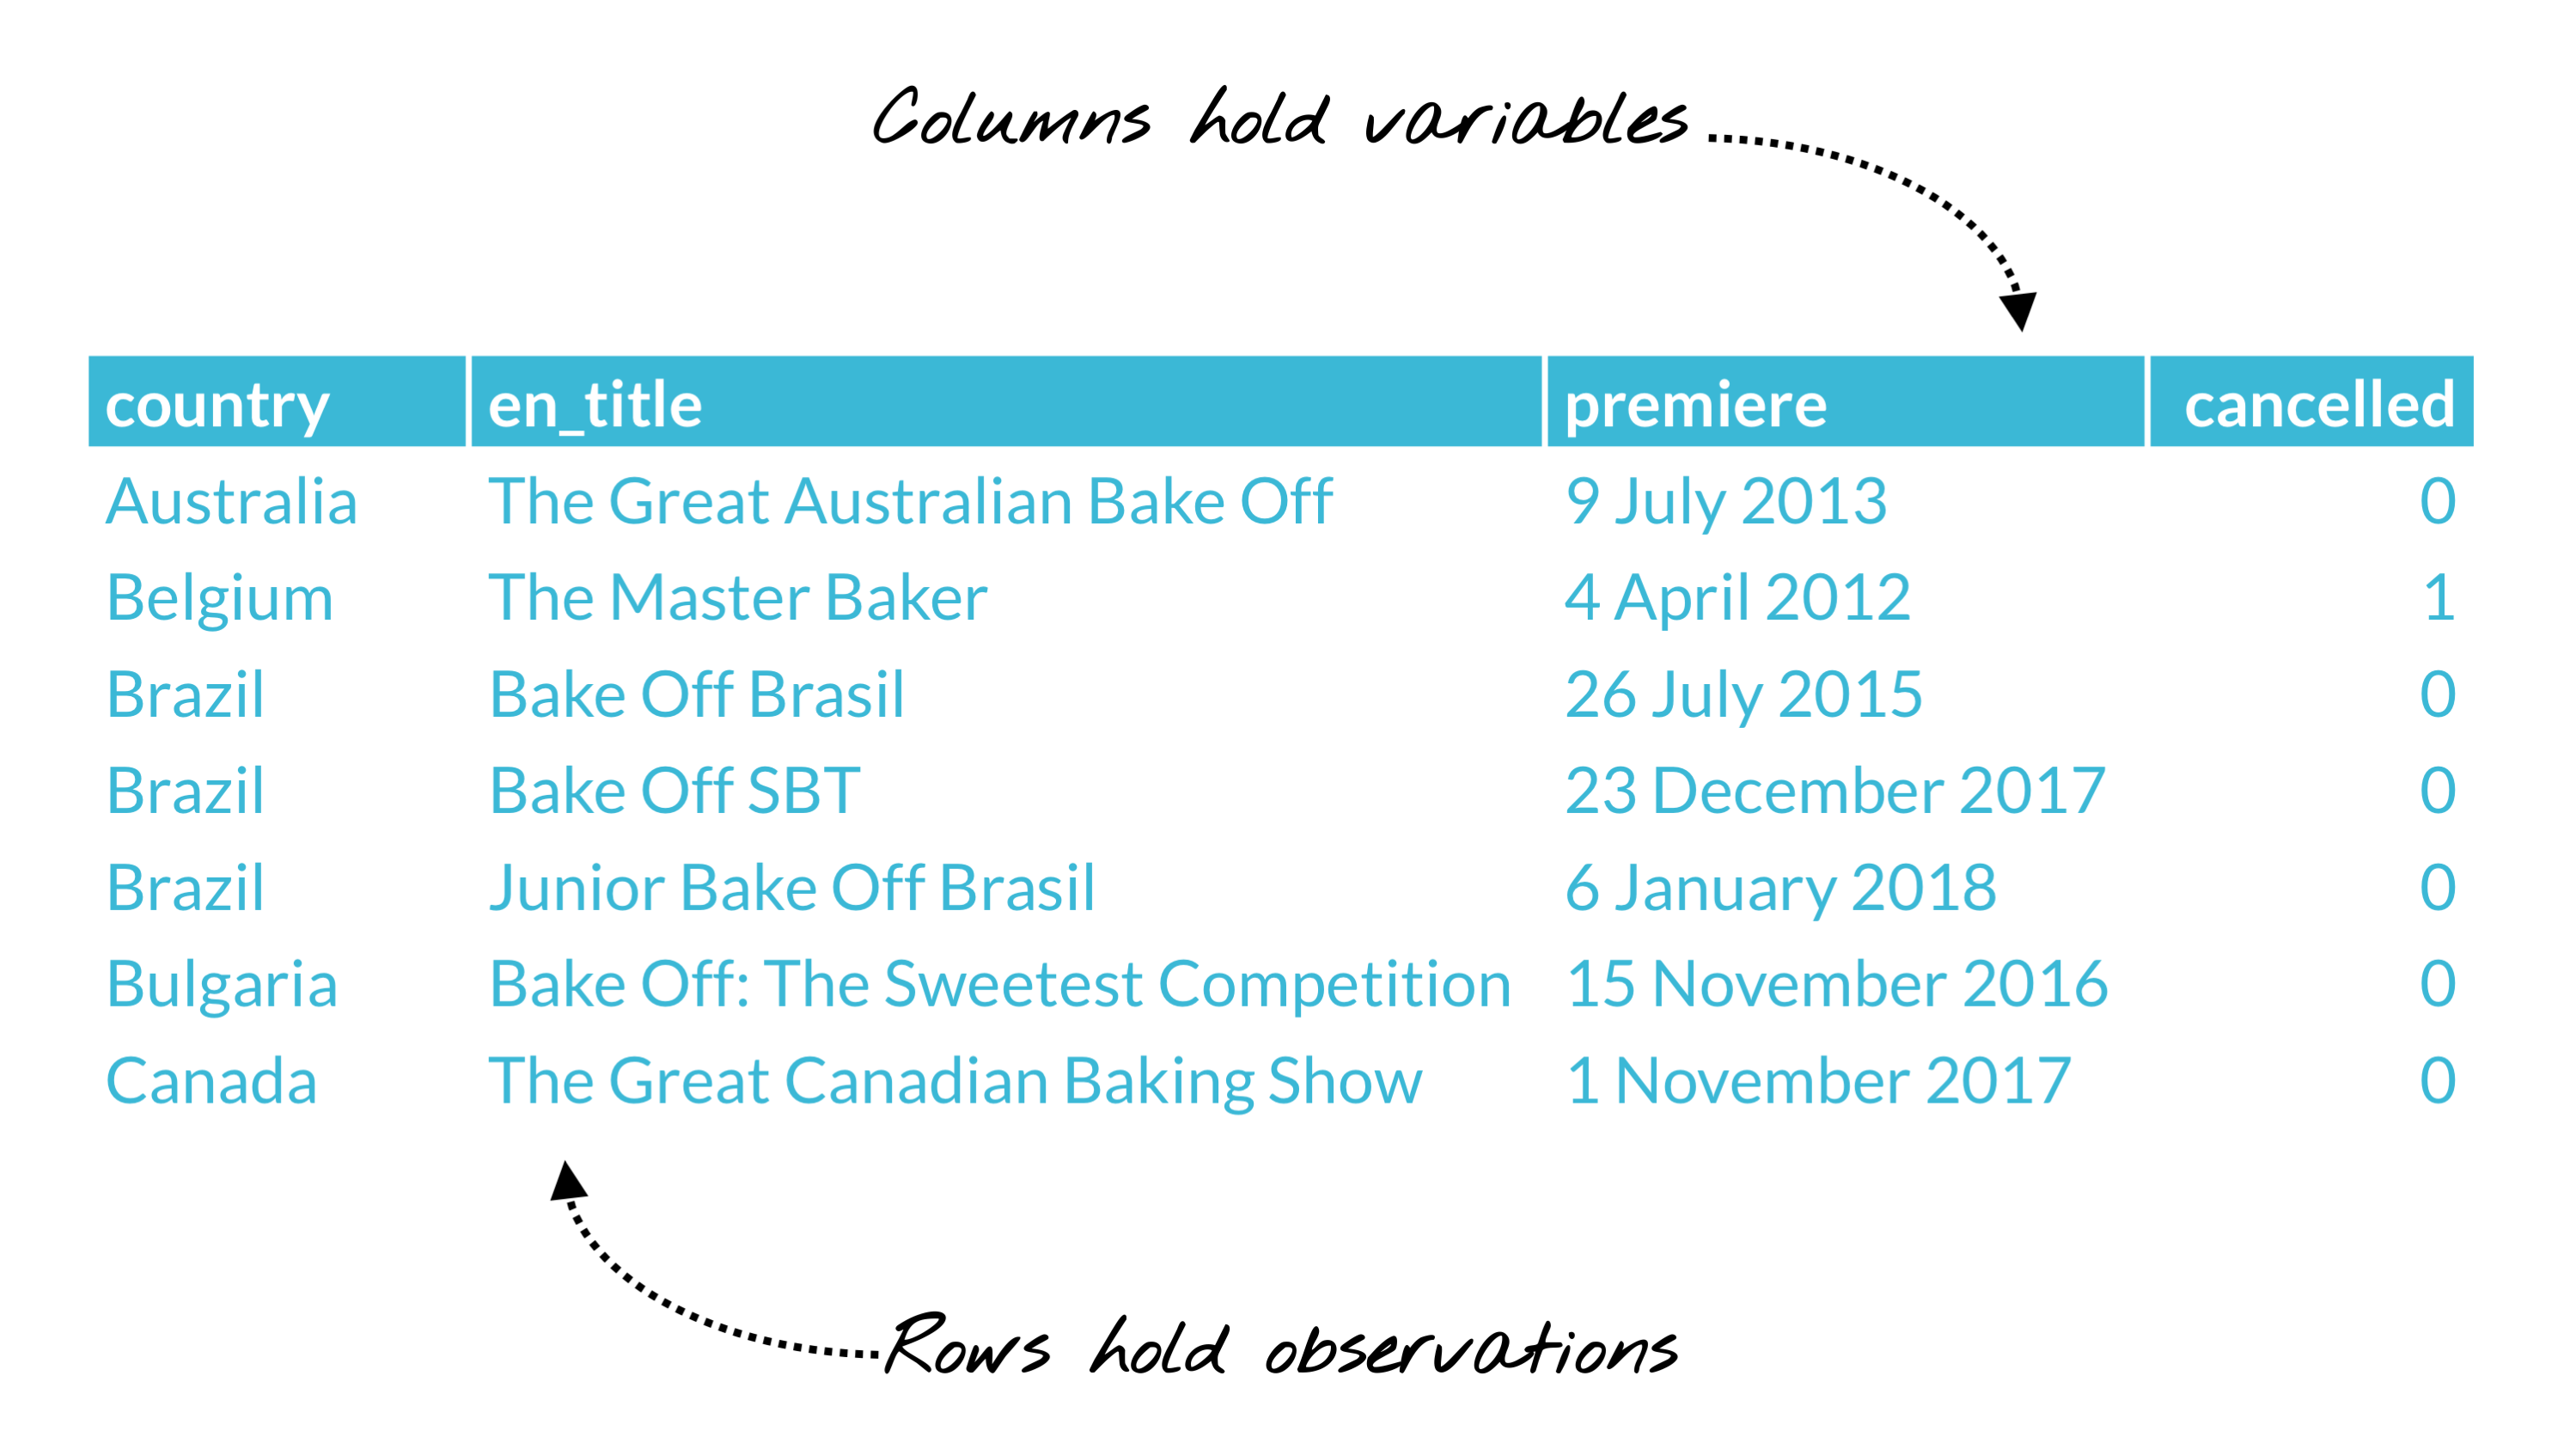 Columns hold variables
country en_title premiere cancelled
Australia The Great Australian Bake Off 9 July 2013 0
Belgium The Master Baker 4 April 2012 1
Brazil Bake Off Brasil 26 July 2015 0
Brazil Bake Off SBT 23 December 2017 0
Brazil Junior Bake Off Brasil 6 January 2018 0
Bulgaria Bake Off: The Sweetest Competition 15 November 2016 0
Canada The Great Canadian Baking Show 1 November 2017 0
Rows hold observations